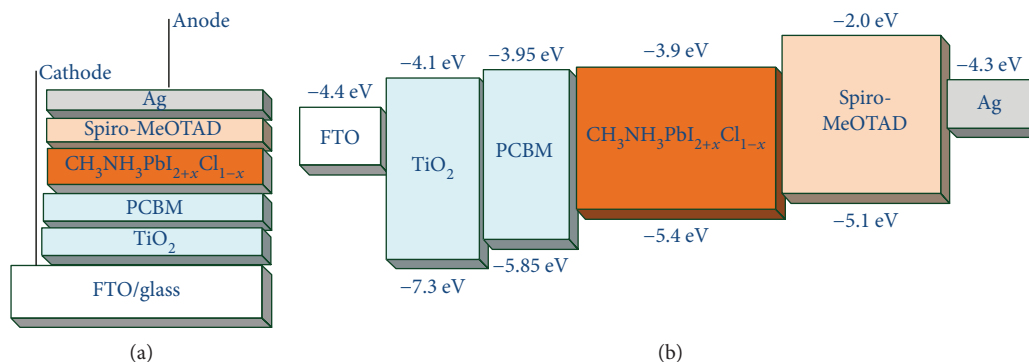 Anode
Cathode
Ag
Spiro-MeOTAD
CH₃NH₃PbI₂₊ₓCl₁₋ₓ
PCBM
TiO₂
FTO/glass
(a)
−4.4 eV
FTO
−4.1 eV
TiO₂
−7.3 eV
−3.95 eV
PCBM
−5.85 eV
−3.9 eV
CH₃NH₃PbI₂₊ₓCl₁₋ₓ
−5.4 eV
−2.0 eV
Spiro-
MeOTAD
−5.1 eV
−4.3 eV
Ag
(b)